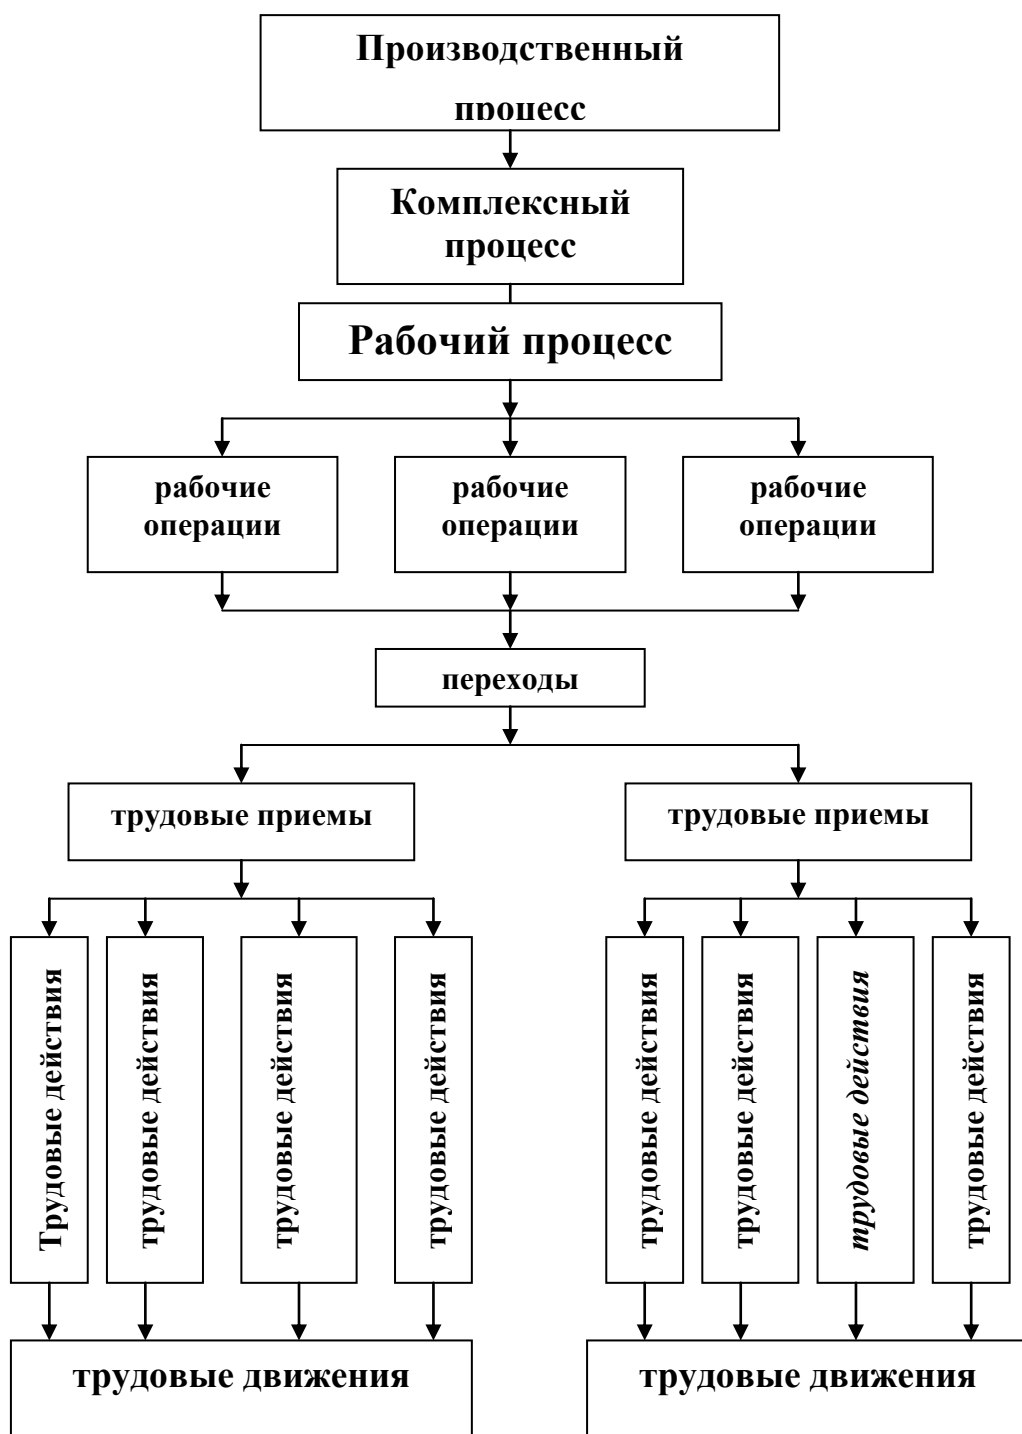 Производственный
процесс
Комплексный
процесс
Рабочий процесс
рабочие
операции
рабочие
операции
рабочие
операции
переходы
трудовые приемы
трудовые приемы
Трудовые действия
трудовые действия
трудовые действия
трудовые действия
трудовые действия
трудовые действия
трудовые действия
трудовые действия
трудовые движения
трудовые движения